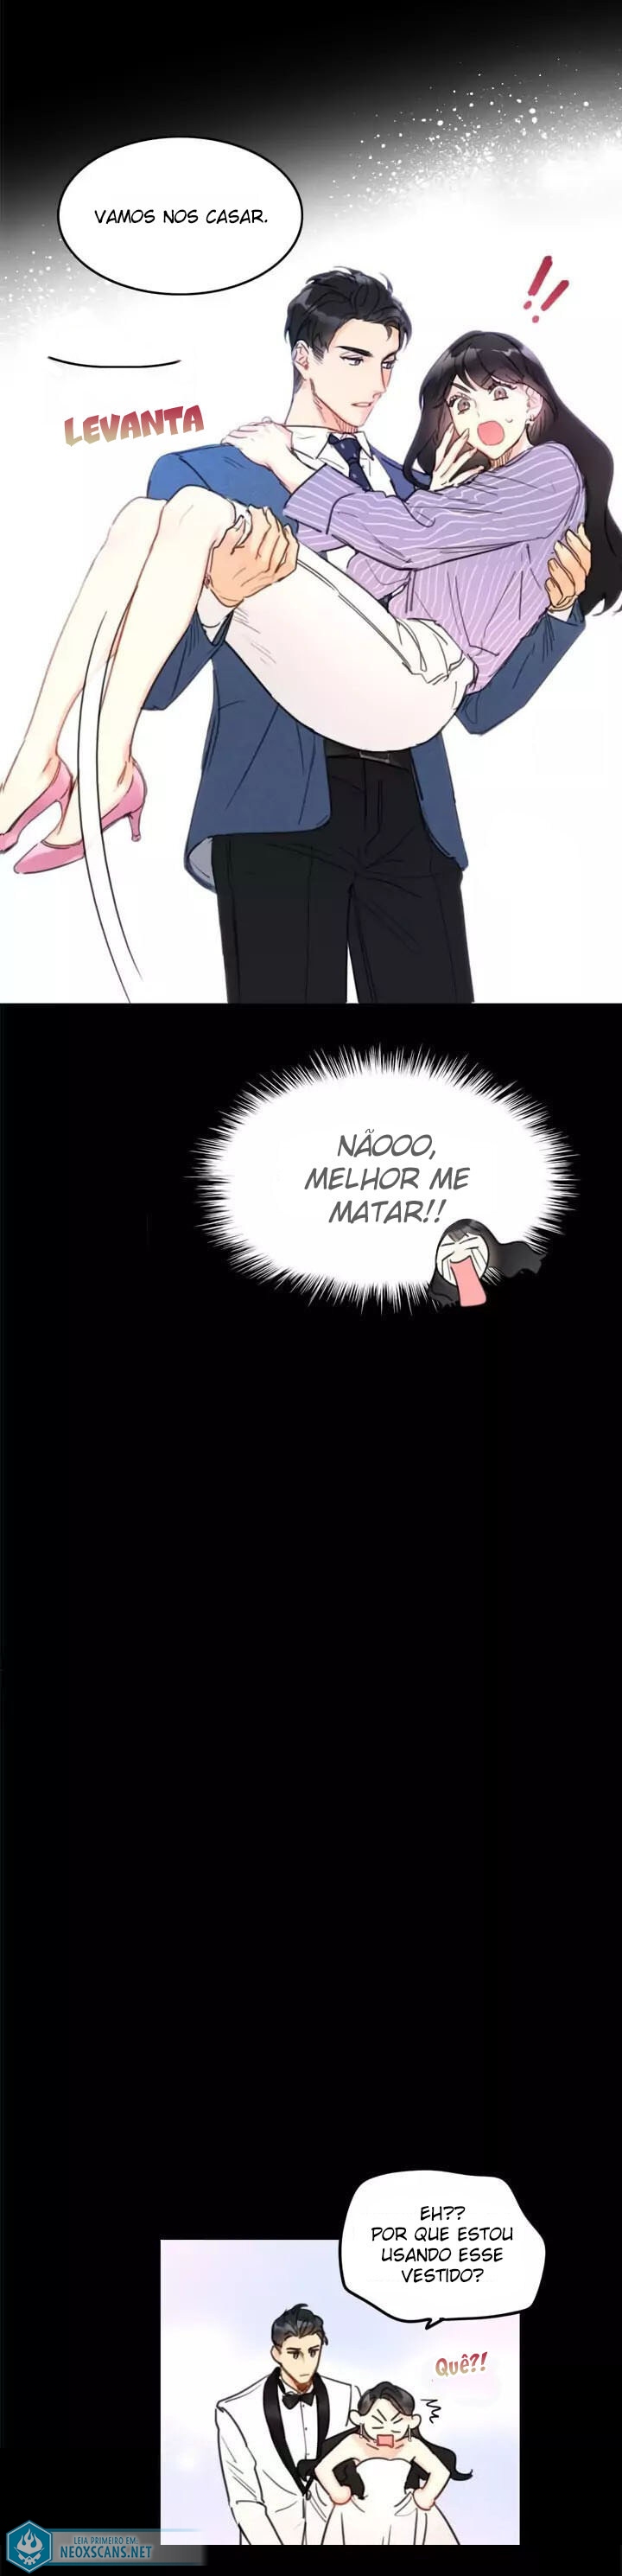 VAMOS NOS CASAR.
!!
LEVANTA
NÃOOO,
MELHOR ME
MATAR!!
EH??
POR QUE ESTOU
USANDO ESSE
VESTIDO?
Quê?!
LEIA PRIMEIRO EM
NEOXSCANS.NET